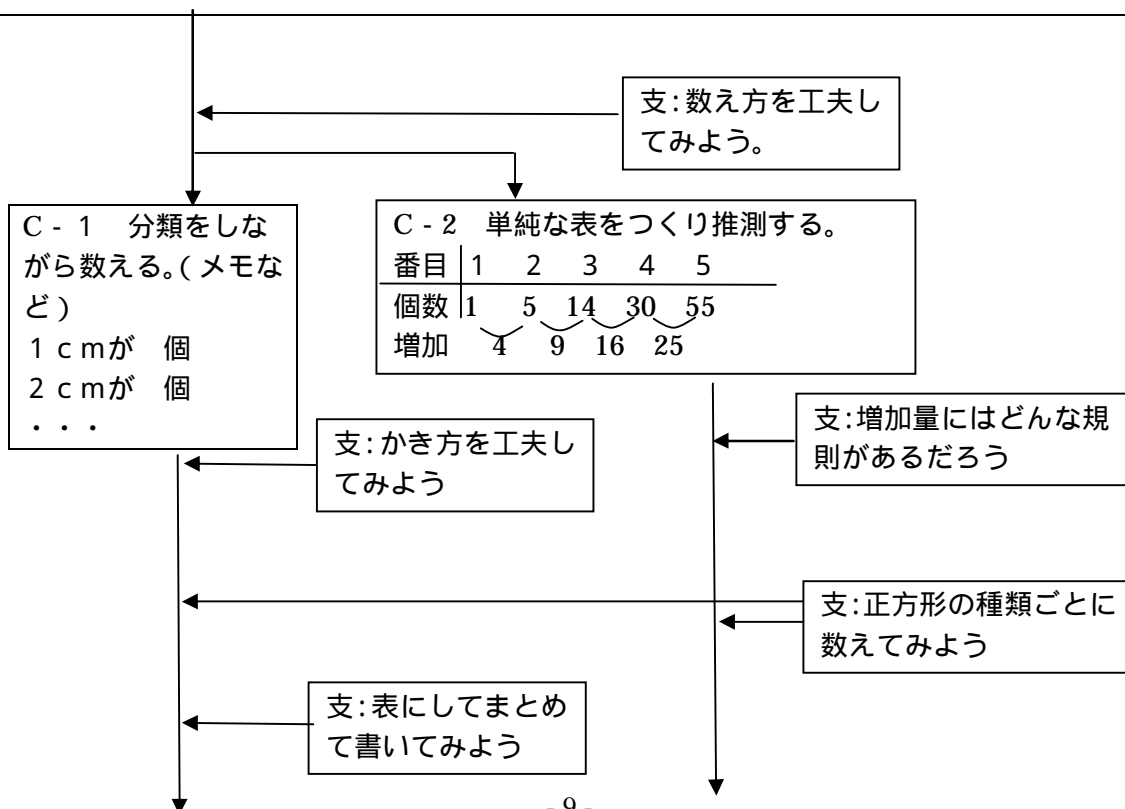 支:数え方を工夫し
てみよう。
C - 1　分類をしな
がら数える。(メモな
ど)
1 cmが　個
2 cmが　個
・・・
C - 2　単純な表をつくり推測する。
番目 1 2 3 4 5
個数 1 5 14 30 55
増加 4 9 16 25
支:増加量にはどんな規
則があるだろう
支:かき方を工夫し
てみよう
支:正方形の種類ごとに
数えてみよう
支:表にしてまとめ
て書いてみよう
- 9 -